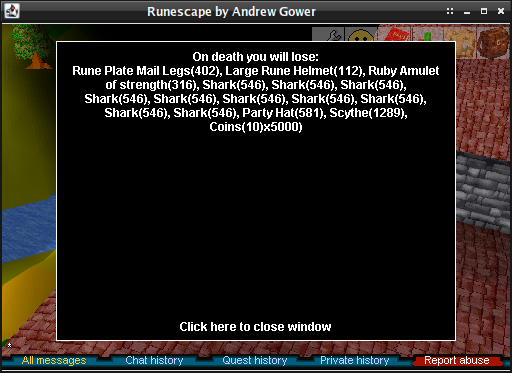 Runescape by Andrew Gower
On death you will lose:
Rune Plate Mail Legs(402), Large Rune Helmet(112), Ruby Amulet
of strength(316), Shark(546), Shark(546), Shark(546),
Shark(546), Shark(546), Shark(546), Shark(546), Shark(546),
Shark(546), Shark(546), Party Hat(581), Scythe(1289),
Coins(10)x5000)
Click here to close window
*
All messages
Chat history
Quest history
Private history
Report abuse